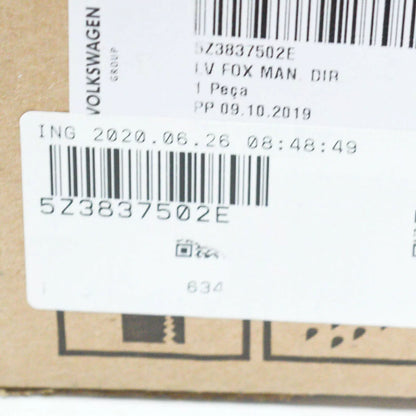 VOLKSWAGEN
GROUP
5Z3837502E
LV FOX MAN. DIR
1 Peça
PP 09.10.2019
ING 2020.06.26 08:48:49
5Z3837502E
634